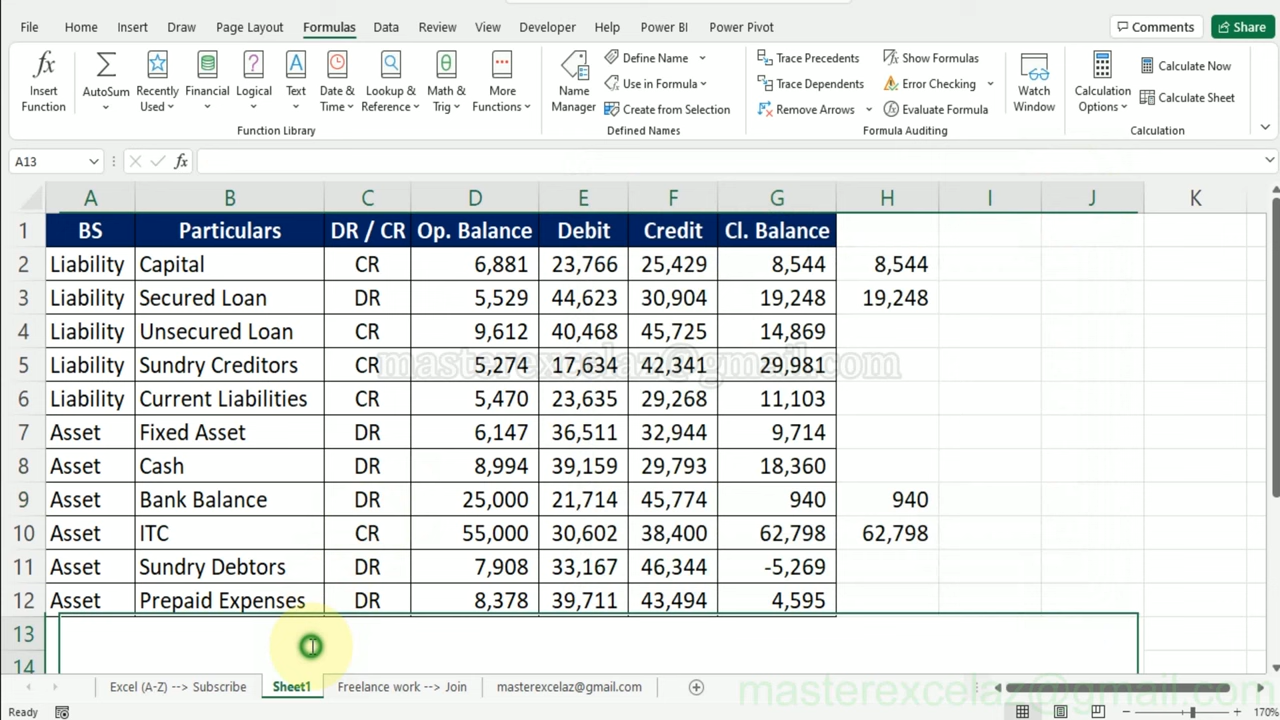 File Home Insert Draw Page Layout Formulas Data Review View Developer Help Power BI Power Pivot Comments Share
fx Insert Function
AutoSum
Recently Used
Financial
Logical
Text
Date & Time
Lookup & Reference
Math & Trig
More Functions
Function Library
Name Manager
Define Name
Use in Formula
Create from Selection
Defined Names
Trace Precedents
Trace Dependents
Remove Arrows
Show Formulas
Error Checking
Evaluate Formula
Formula Auditing
Watch Window
Calculation Options
Calculate Now
Calculate Sheet
Calculation
A13 fx
A B C D E F G H I J K
1 BS Particulars DR / CR Op. Balance Debit Credit Cl. Balance
2 Liability Capital CR 6,881 23,766 25,429 8,544 8,544
3 Liability Secured Loan DR 5,529 44,623 30,904 19,248 19,248
4 Liability Unsecured Loan CR 9,612 40,468 45,725 14,869
5 Liability Sundry Creditors CR 5,274 17,634 42,341 29,981
masterexcelaz@gmail.com
6 Liability Current Liabilities CR 5,470 23,635 29,268 11,103
7 Asset Fixed Asset DR 6,147 36,511 32,944 9,714
8 Asset Cash DR 8,994 39,159 29,793 18,360
9 Asset Bank Balance DR 25,000 21,714 45,774 940 940
10 Asset ITC CR 55,000 30,602 38,400 62,798 62,798
11 Asset Sundry Debtors DR 7,908 33,167 46,344 -5,269
12 Asset Prepaid Expenses DR 8,378 39,711 43,494 4,595
13
14
Excel (A-Z) --> Subscribe Sheet1 Freelance work --> Join masterexcelaz@gmail.com
masterexcelaz@gmail.com
Ready 170%